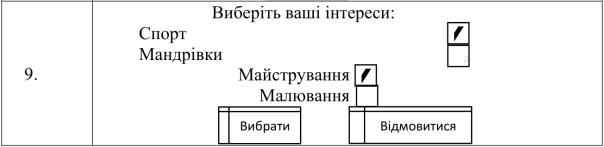 Виберіть ваші інтереси:
Спорт
Мандрівки
9.
Майстрування
Малювання
Вибрати Відмовитися